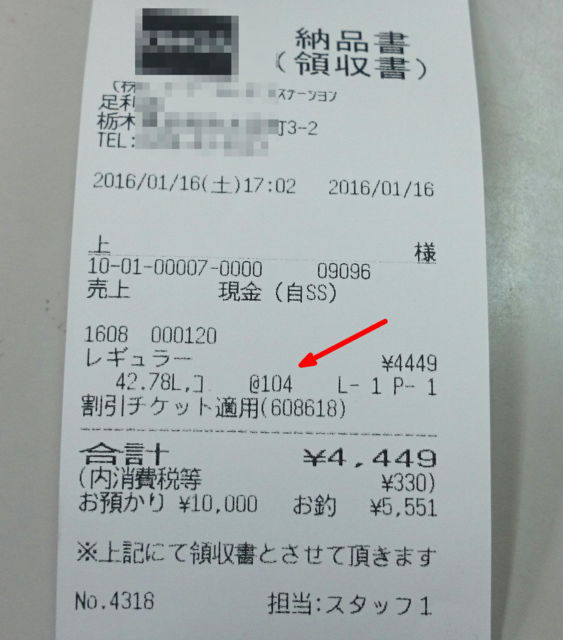 納品書
(領収書)
(株 ステーション
足利
栃木 町3-2
TEL:
2016/01/16(土)17:02 2016/01/16
上 様
10-01-00007-0000 09096
売上 現金(自SS)
1608 000120
レギュラー ¥4449
42.78L,コ @104 L- 1 P- 1
割引チケット適用(608618)
合計 ¥4,449
(内消費税等 ¥330)
お預かり ¥10,000 お釣 ¥5,551
※上記にて領収書とさせて頂きます
No.4318 担当:スタッフ1